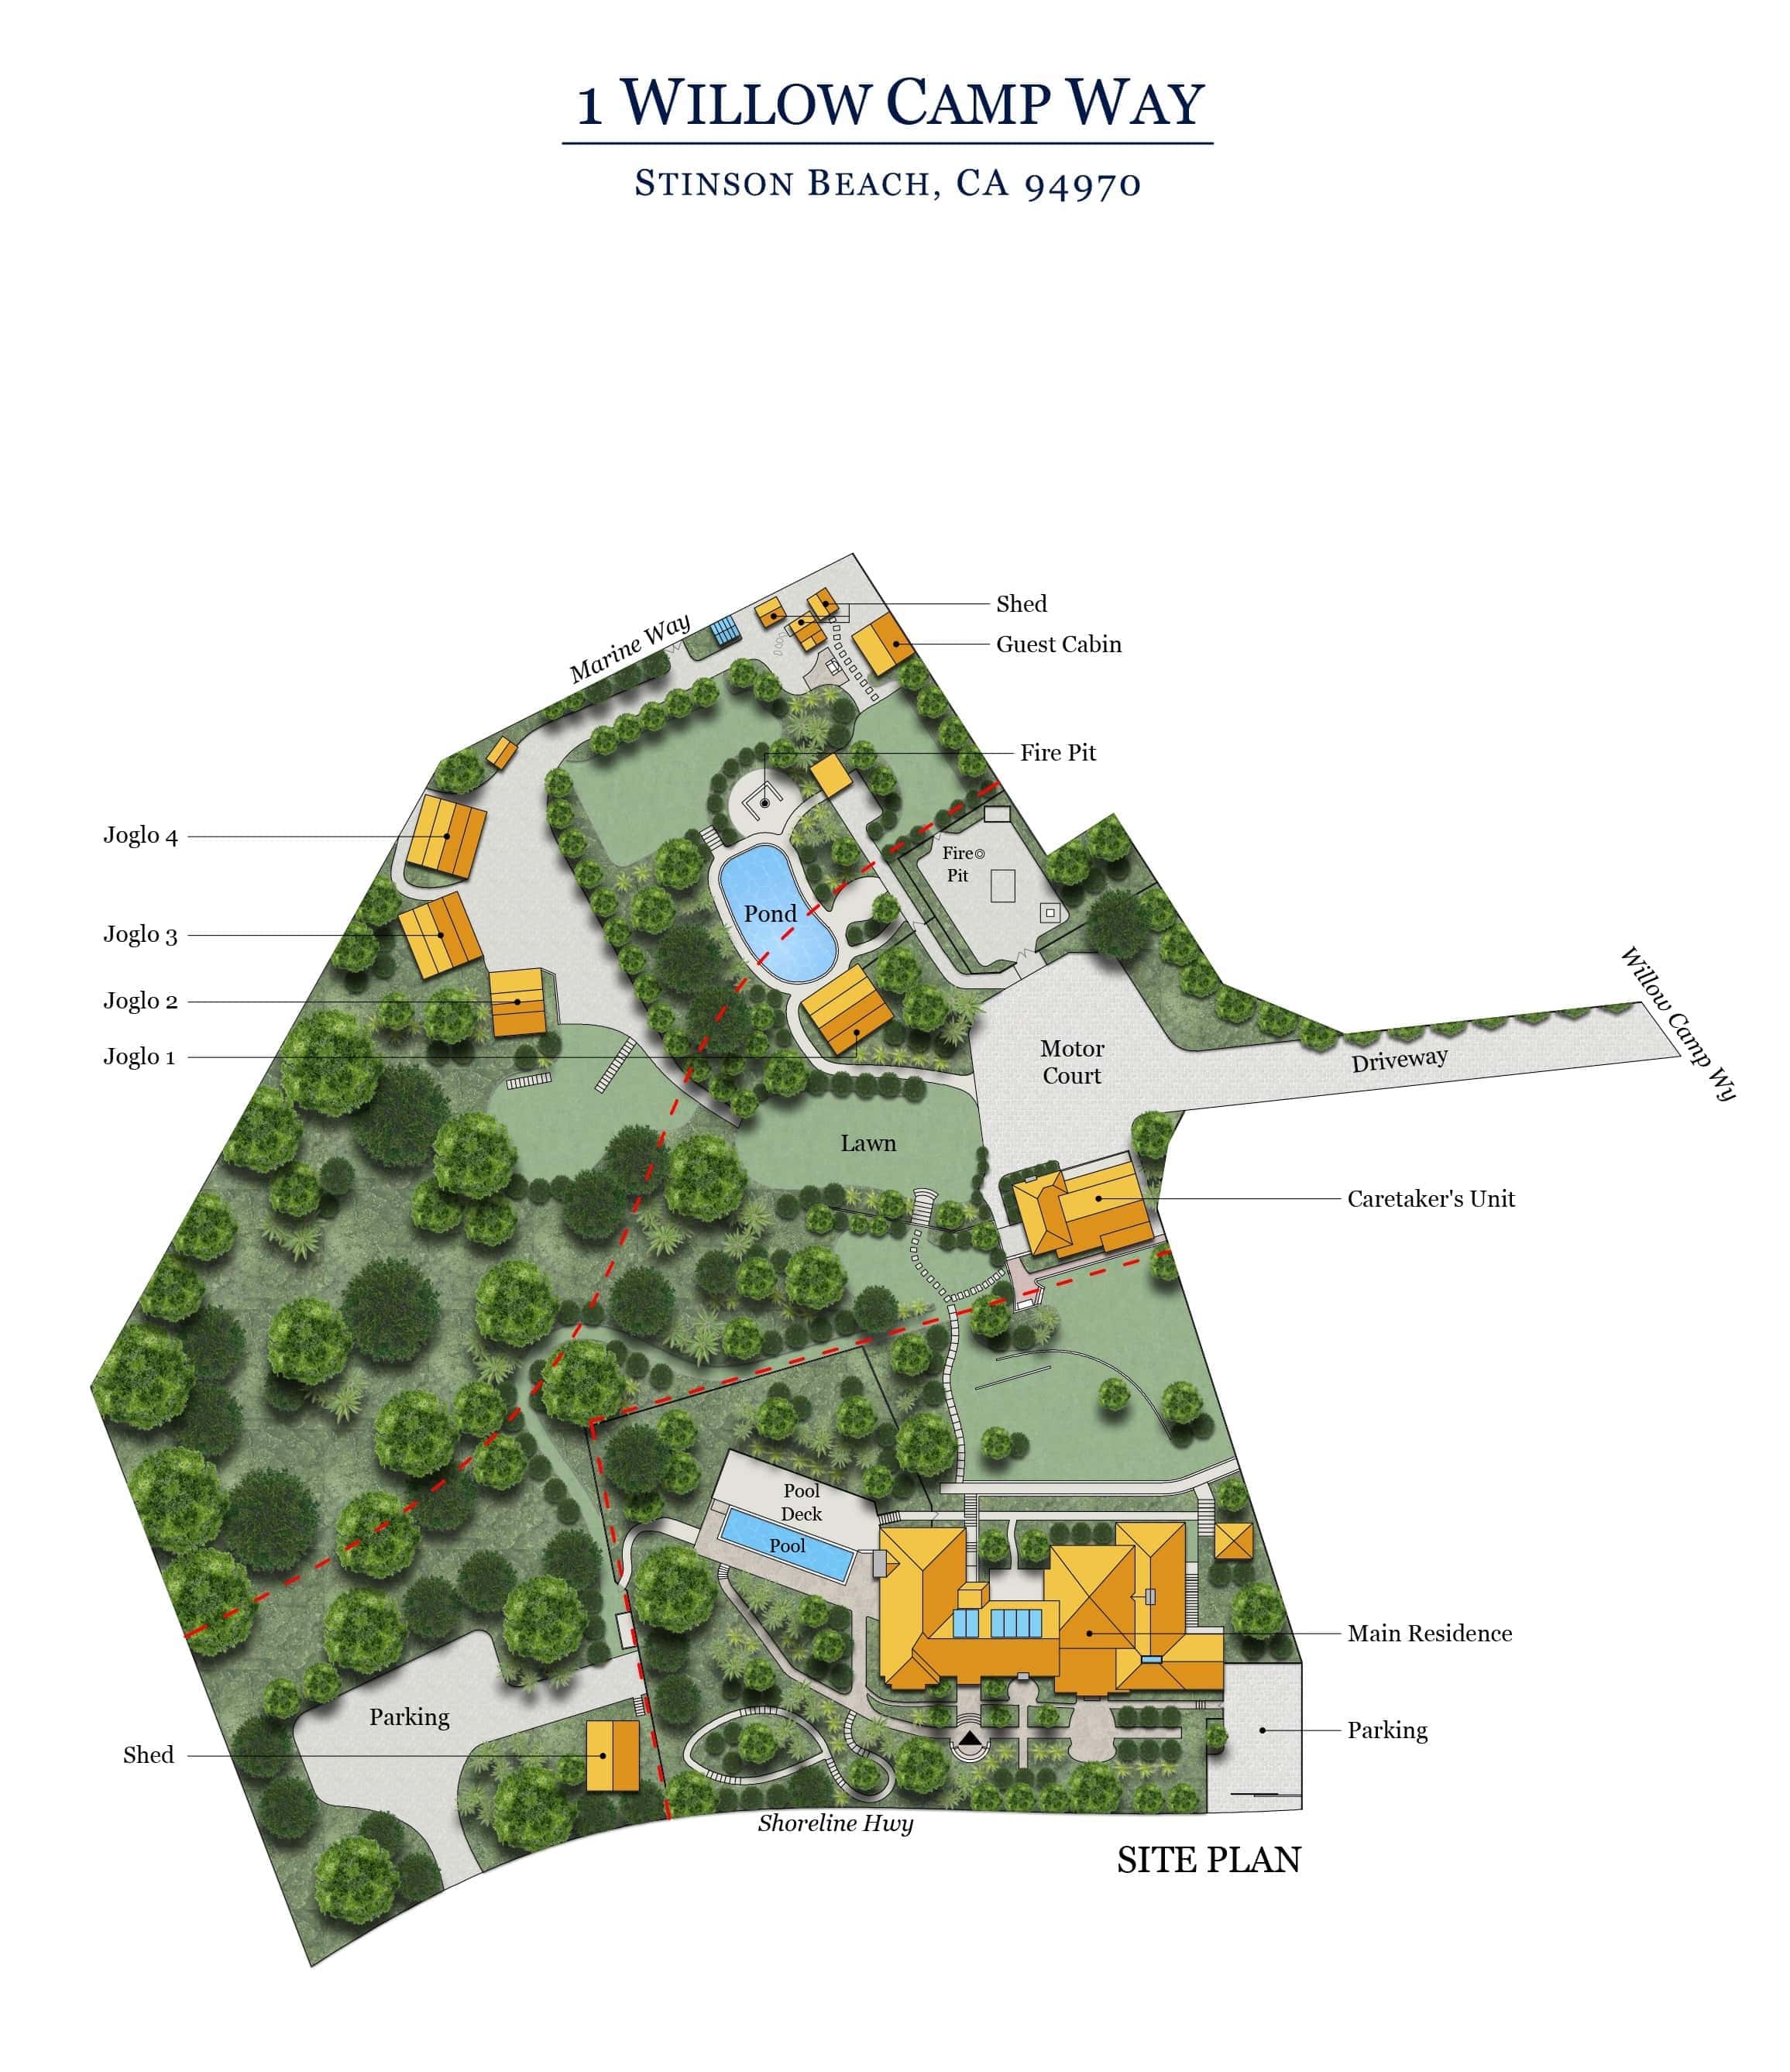 1 WILLOW CAMP WAY
STINSON BEACH, CA 94970
Shed
Marine Way
Guest Cabin
Fire Pit
Joglo 4
Fire
Pit
Pond
Joglo 3
Joglo 2
Willow Camp Wy
Joglo 1
Motor
Court
Driveway
Lawn
Caretaker's Unit
Pool
Deck
Pool
Main Residence
Parking
Parking
Shed
Shoreline Hwy
SITE PLAN